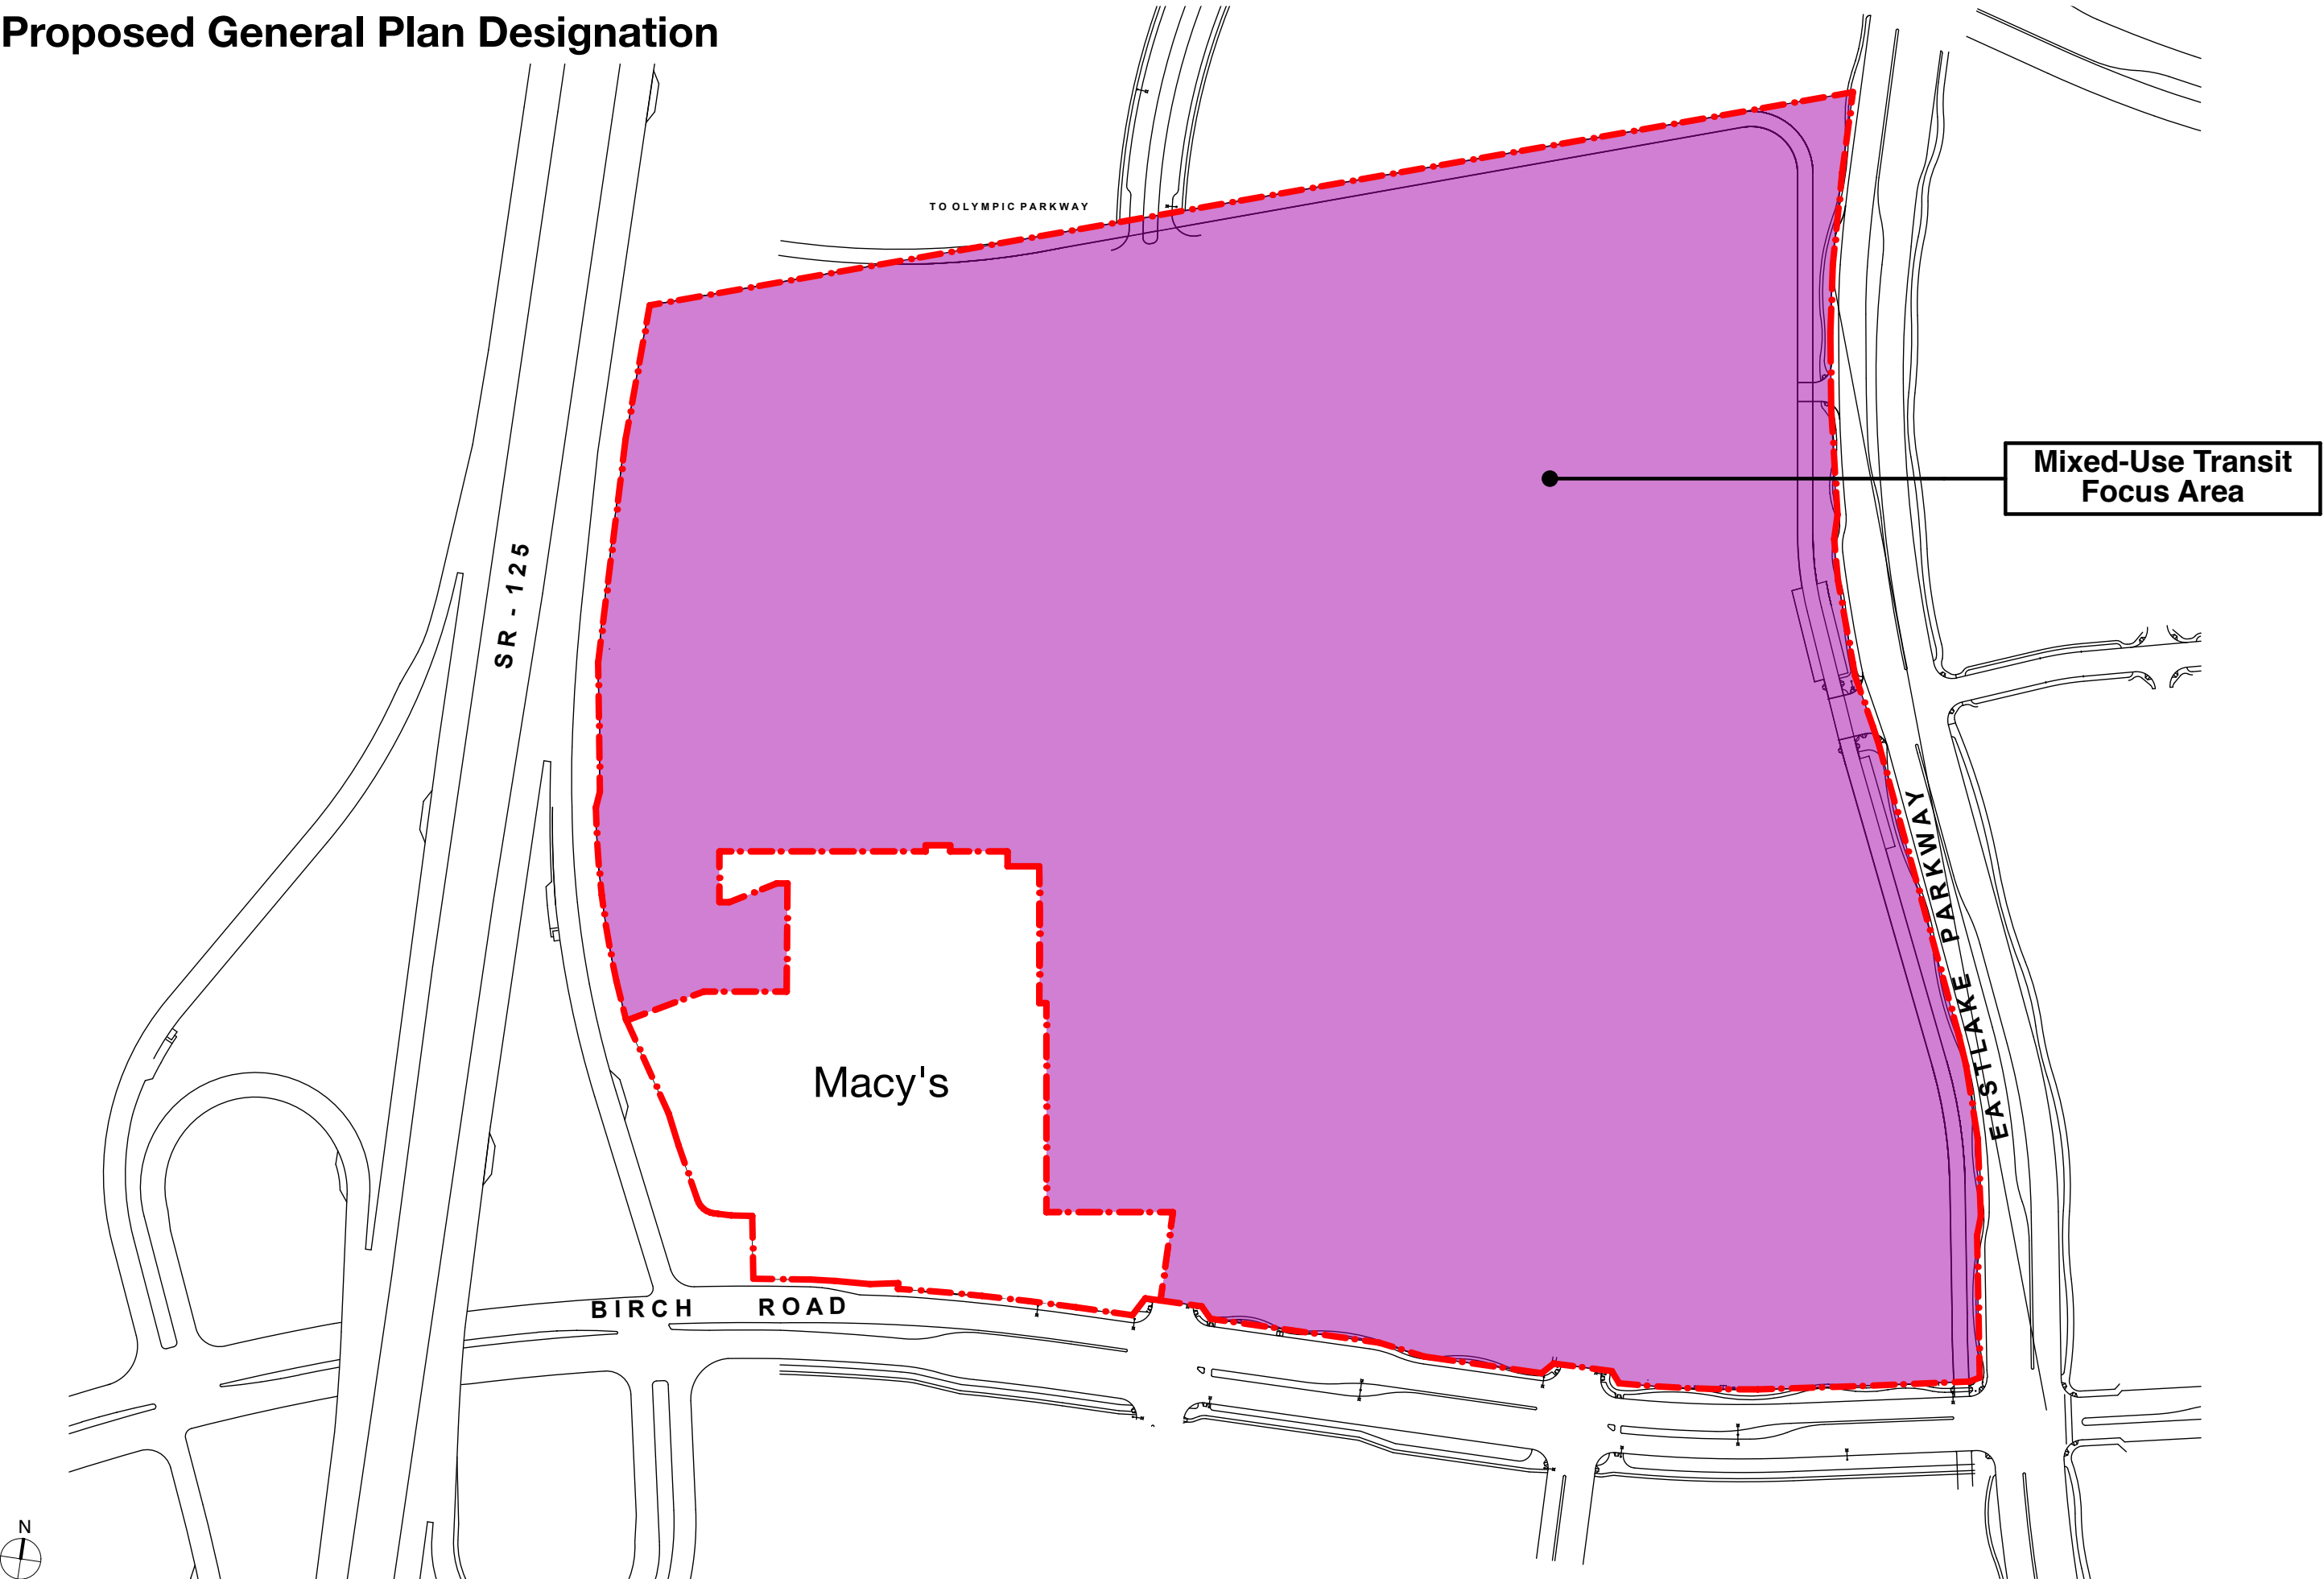 Proposed General Plan Designation
TO OLYMPIC PARKWAY
Mixed-Use Transit
Focus Area
SR - 125
EASTLAKE PARKWAY
Macy's
BIRCH ROAD
N